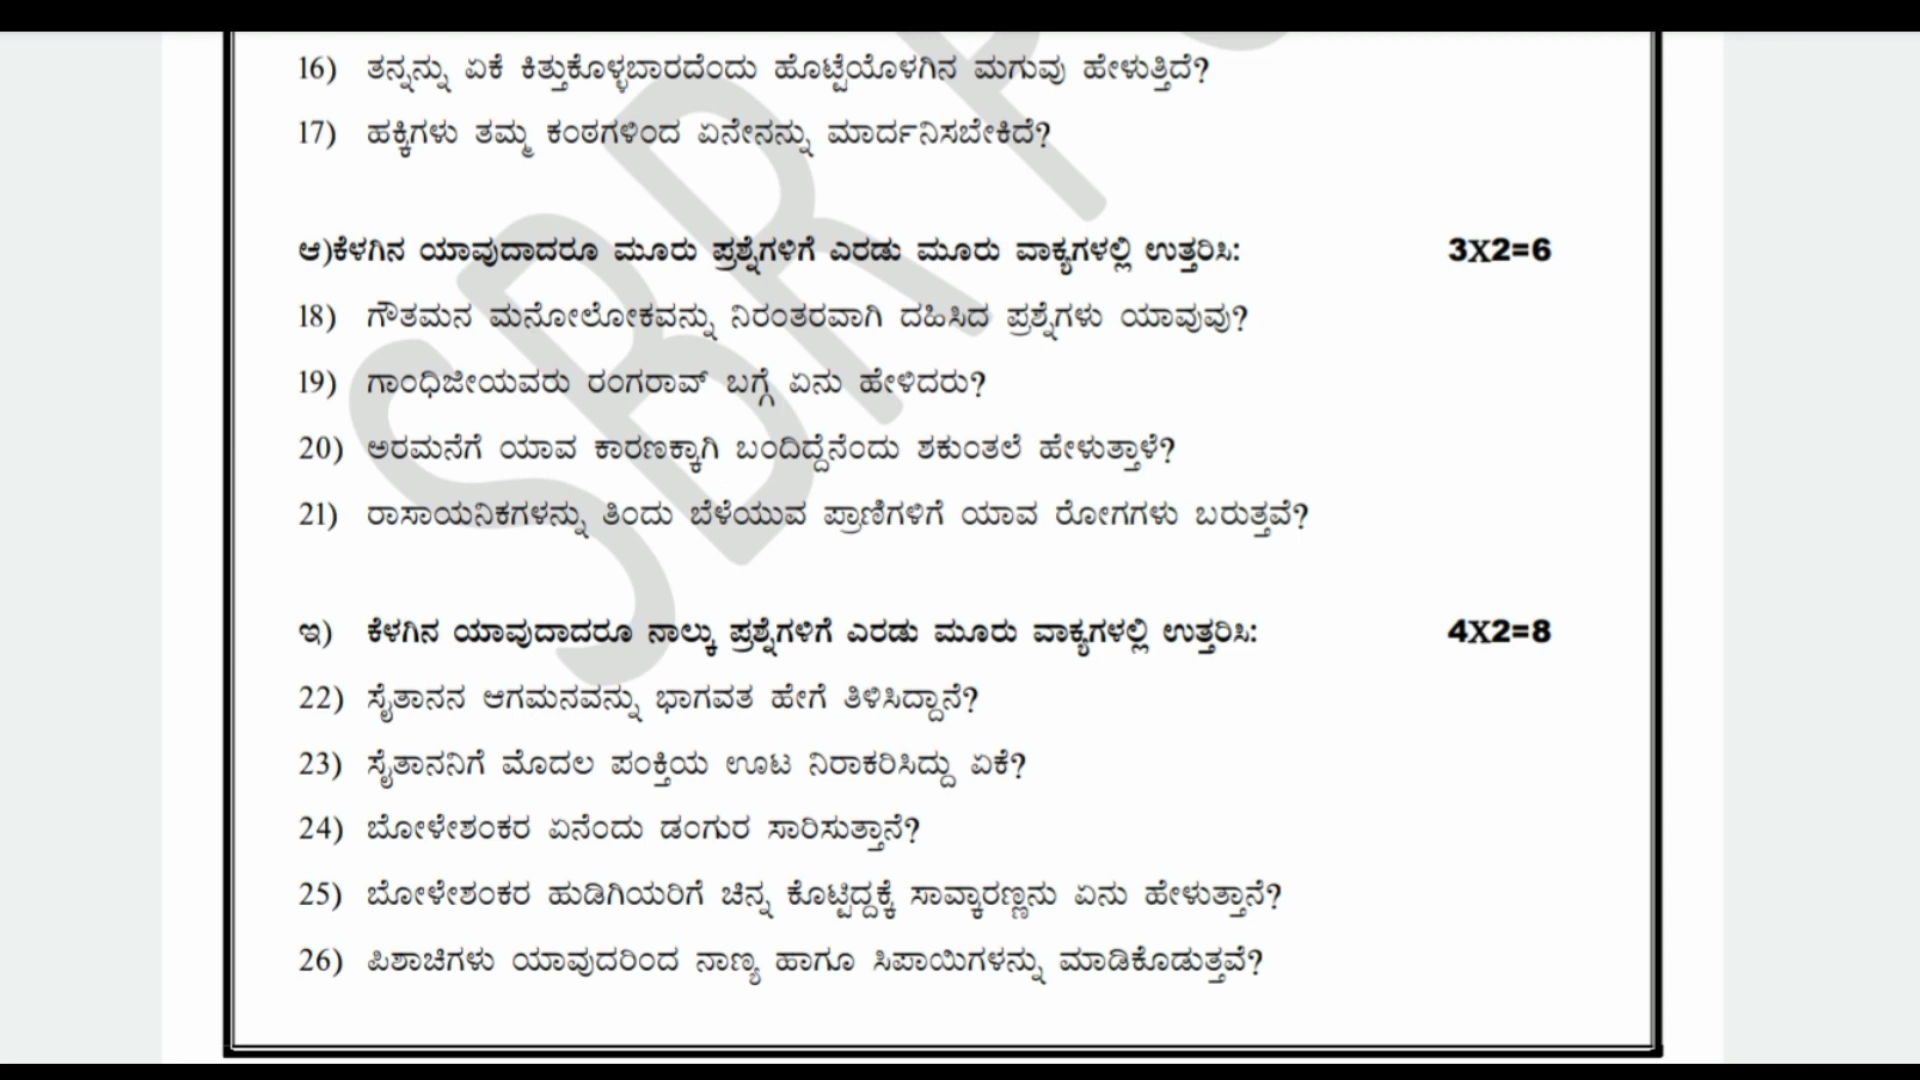 16) ತನ್ನನ್ನು ಏಕೆ ಕಿತ್ತುಕೊಳ್ಳಬಾರದೆಂದು ಹೊಟ್ಟೆಯೊಳಗಿನ ಮಗುವು ಹೇಳುತ್ತಿದೆ?
17) ಹಕ್ಕಿಗಳು ತಮ್ಮ ಕಂಠಗಳಿಂದ ಏನೇನನ್ನು ಮಾರ್ದನಿಸಬೇಕಿದೆ?
ಆ)ಕೆಳಗಿನ ಯಾವುದಾದರೂ ಮೂರು ಪ್ರಶ್ನೆಗಳಿಗೆ ಎರಡು ಮೂರು ವಾಕ್ಯಗಳಲ್ಲಿ ಉತ್ತರಿಸಿ: 3X2=6
18) ಗೌತಮನ ಮನೋಲೋಕವನ್ನು ನಿರಂತರವಾಗಿ ದಹಿಸಿದ ಪ್ರಶ್ನೆಗಳು ಯಾವುವು?
19) ಗಾಂಧಿಜೀಯವರು ರಂಗರಾವ್ ಬಗ್ಗೆ ಏನು ಹೇಳಿದರು?
20) ಅರಮನೆಗೆ ಯಾವ ಕಾರಣಕ್ಕಾಗಿ ಬಂದಿದ್ದೆನೆಂದು ಶಕುಂತಲೆ ಹೇಳುತ್ತಾಳೆ?
21) ರಾಸಾಯನಿಕಗಳನ್ನು ತಿಂದು ಬೆಳೆಯುವ ಪ್ರಾಣಿಗಳಿಗೆ ಯಾವ ರೋಗಗಳು ಬರುತ್ತವೆ?
ಇ) ಕೆಳಗಿನ ಯಾವುದಾದರೂ ನಾಲ್ಕು ಪ್ರಶ್ನೆಗಳಿಗೆ ಎರಡು ಮೂರು ವಾಕ್ಯಗಳಲ್ಲಿ ಉತ್ತರಿಸಿ: 4X2=8
22) ಸೈತಾನನ ಆಗಮನವನ್ನು ಭಾಗವತ ಹೇಗೆ ತಿಳಿಸಿದ್ದಾನೆ?
23) ಸೈತಾನನಿಗೆ ಮೊದಲ ಪಂಕ್ತಿಯ ಊಟ ನಿರಾಕರಿಸಿದ್ದು ಏಕೆ?
24) ಬೋಳೇಶಂಕರ ಏನೆಂದು ಡಂಗುರ ಸಾರಿಸುತ್ತಾನೆ?
25) ಬೋಳೇಶಂಕರ ಹುಡಿಗಿಯರಿಗೆ ಚಿನ್ನ ಕೊಟ್ಟಿದ್ದಕ್ಕೆ ಸಾವ್ಕಾರಣ್ಣನು ಏನು ಹೇಳುತ್ತಾನೆ?
26) ಪಿಶಾಚಿಗಳು ಯಾವುದರಿಂದ ನಾಣ್ಯ ಹಾಗೂ ಸಿಪಾಯಿಗಳನ್ನು ಮಾಡಿಕೊಡುತ್ತವೆ?